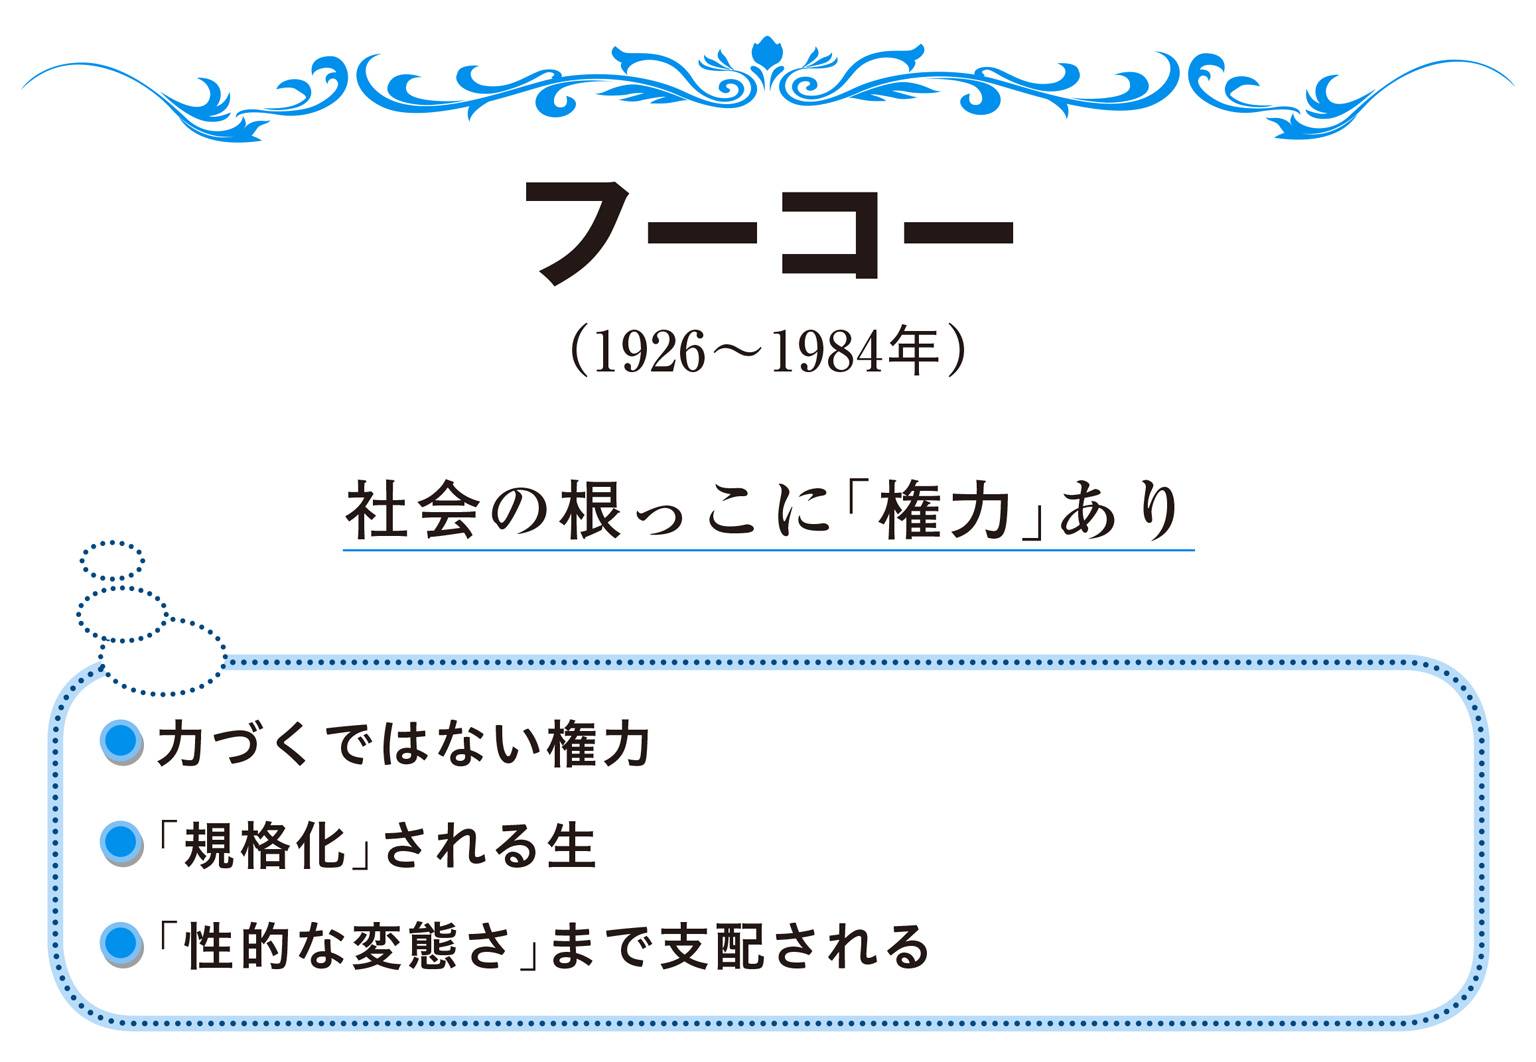 フーコー
（1926〜1984年）
社会の根っこに「権力」あり
力づくではない権力
「規格化」される生
「性的な変態さ」まで支配される